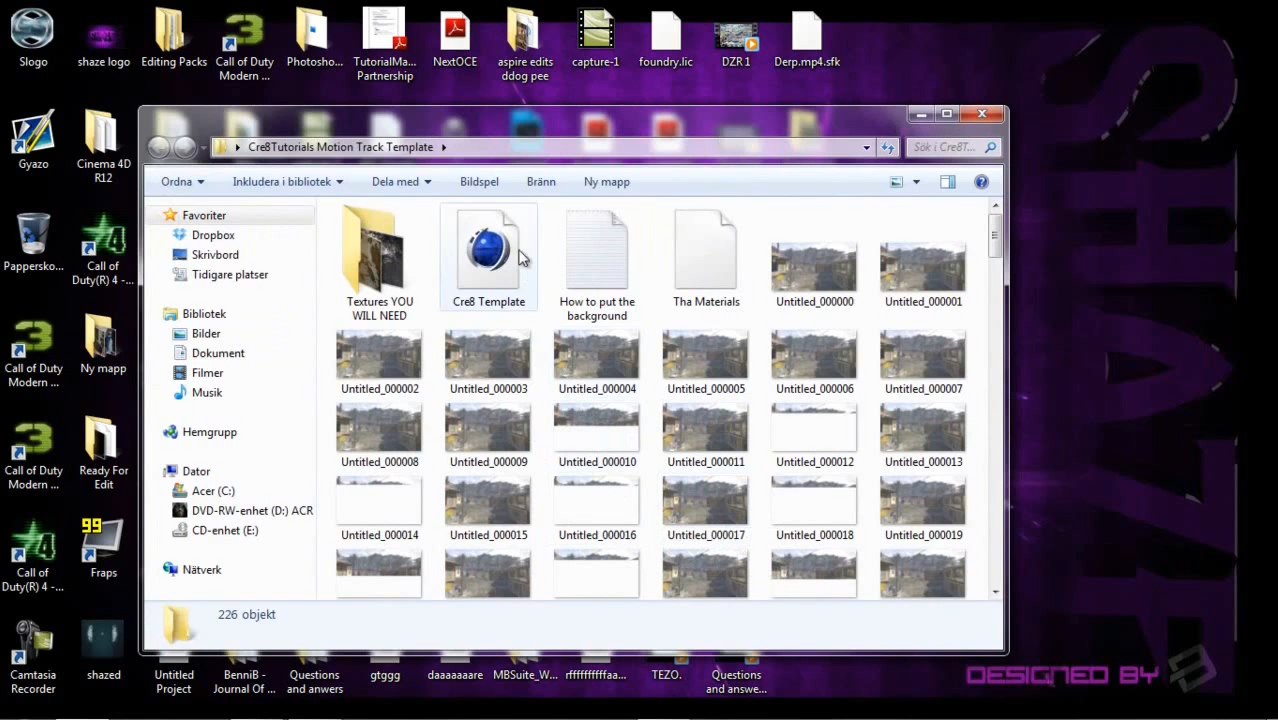 Slogo
shaze logo
Editing Packs
Call of Duty
Modern ...
Photosho...
TutorialMa...
Partnership
NextOCE
aspire edits
ddog pee
capture-1
foundry.lic
DZR 1
Derp.mp4.sfk
Gyazo
Cinema 4D
R12
Pappersko...
Call of
Duty(R) 4 -...
Call of Duty
Modern ...
Ny mapp
Call of Duty
Modern ...
Ready For
Edit
Call of
Duty(R) 4 -...
99
Fraps
Camtasia
Recorder
shazed
Untitled
Project
BenniB -
Journal Of ...
Questions
and anwers
gtggg
daaaaaare
MBSuite_W...
rffffffffffaa...
TEZO.
Questions
and answe...
Cre8Tutorials Motion Track Template
Sök i Cre8T...
Ordna
Inkludera i bibliotek
Dela med
Bildspel
Bränn
Ny mapp
Favoriter
Dropbox
Skrivbord
Tidigare platser
Bibliotek
Bilder
Dokument
Filmer
Musik
Hemgrupp
Dator
Acer (C:)
DVD-RW-enhet (D:) ACR
CD-enhet (E:)
Nätverk
Textures YOU
WILL NEED
Cre8 Template
How to put the
background
Tha Materials
Untitled_000000
Untitled_000001
Untitled_000002
Untitled_000003
Untitled_000004
Untitled_000005
Untitled_000006
Untitled_000007
Untitled_000008
Untitled_000009
Untitled_000010
Untitled_000011
Untitled_000012
Untitled_000013
Untitled_000014
Untitled_000015
Untitled_000016
Untitled_000017
Untitled_000018
Untitled_000019
226 objekt
SHAZE
DESIGNED BY